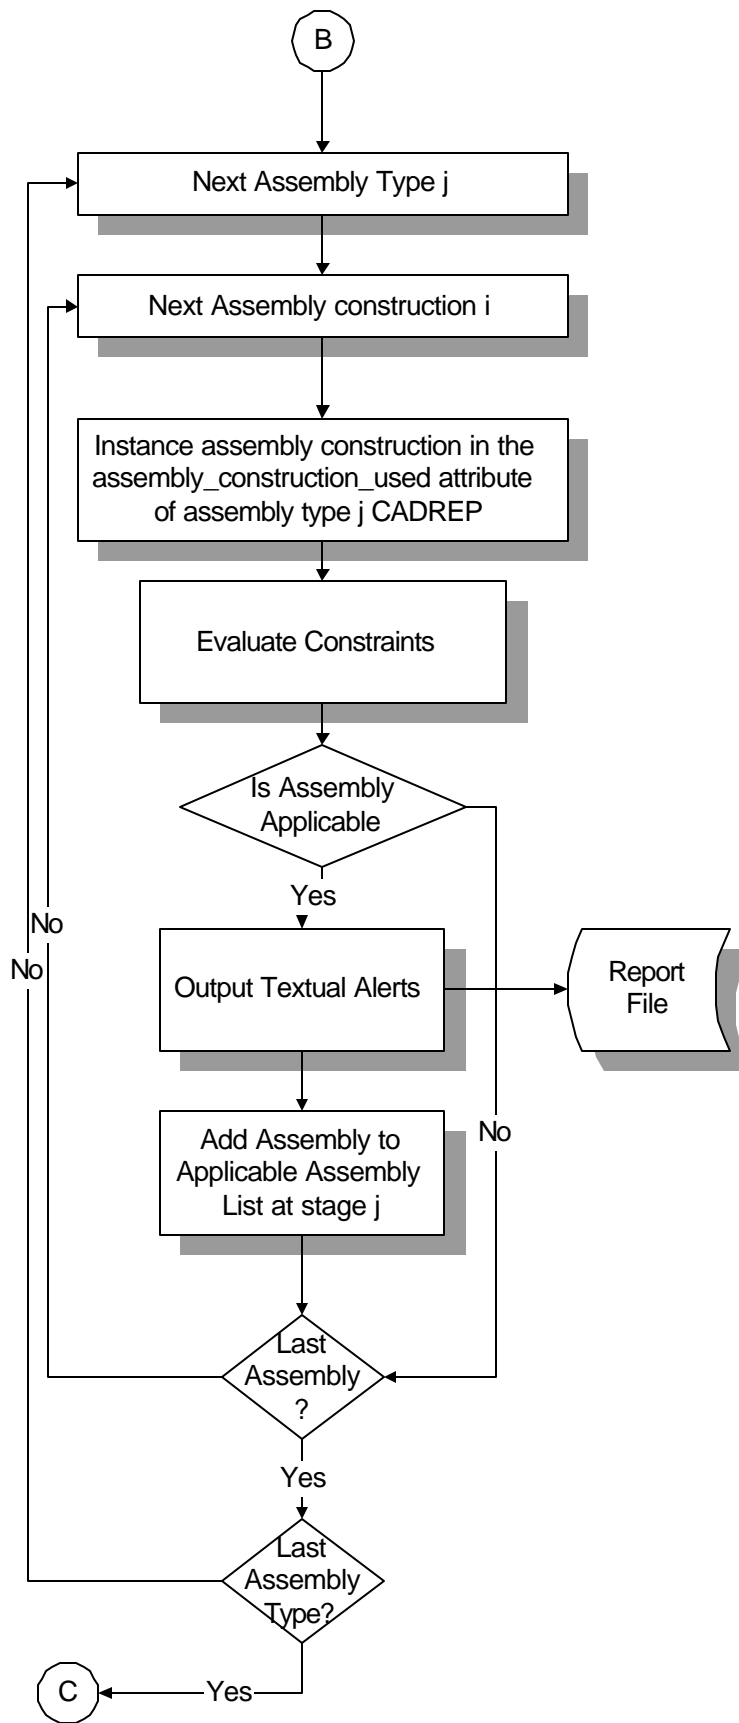 B
Next Assembly Type j
Next Assembly construction i
Instance assembly construction in the
assembly_construction_used attribute
of assembly type j CADREP
Evaluate Constraints
Is Assembly
Applicable
Yes
No
No
Output Textual Alerts
Report
File
Add Assembly to
Applicable Assembly
List at stage j
No
Last
Assembly
?
Yes
Last
Assembly
Type?
C
Yes